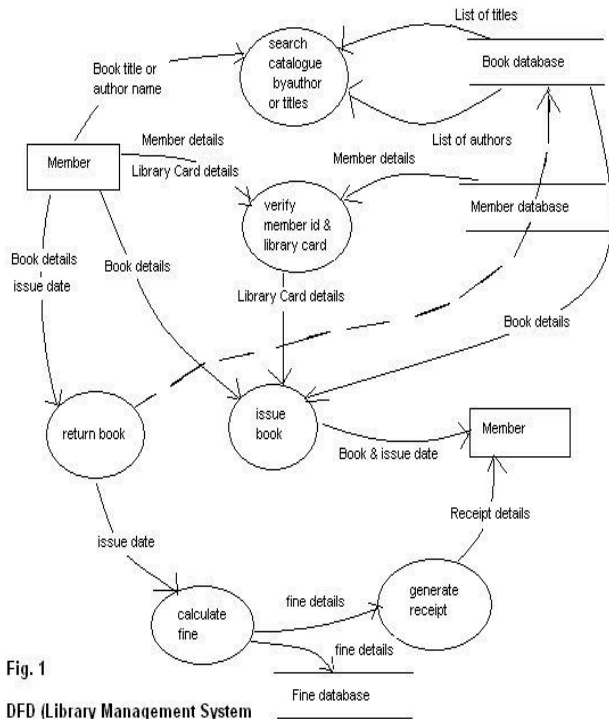 List of titles
search
catalogue
byauthor
or titles
Book database
Book title or
author name
List of authors
Member details
Library Card details
Member
Member details
verify
member id &
library card
Member database
Book details
issue date
Book details
Library Card details
Book details
return book
issue
book
Member
Book & issue date
Receipt details
issue date
calculate
fine
fine details
generate
receipt
fine details
Fine database
Fig. 1
DFD (Library Management System